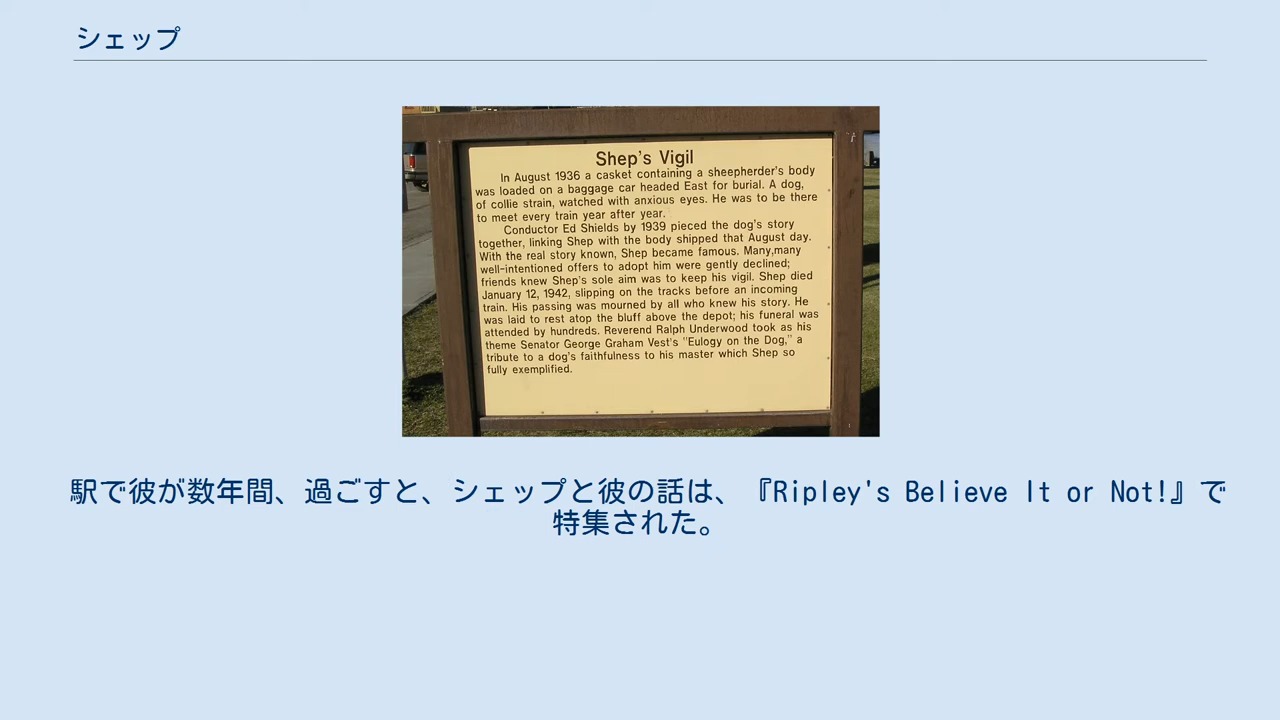 シェップ
Shep's Vigil
In August 1936 a casket containing a sheepherder's body
was loaded on a baggage car headed East for burial. A dog,
of collie strain, watched with anxious eyes. He was to be there
to meet every train year after year.
Conductor Ed Shields by 1939 pieced the dog's story
together, linking Shep with the body shipped that August day.
With the real story known, Shep became famous. Many,many
well-intentioned offers to adopt him were gently declined;
friends knew Shep's sole aim was to keep his vigil. Shep died
January 12, 1942, slipping on the tracks before an incoming
train. His passing was mourned by all who knew his story. He
was laid to rest atop the bluff above the depot; his funeral was
attended by hundreds. Reverend Ralph Underwood took as his
theme Senator George Graham Vest's "Eulogy on the Dog," a
tribute to a dog's faithfulness to his master which Shep so
fully exemplified.
駅で彼が数年間、過ごすと、シェップと彼の話は、『Ripley's Believe It or Not!』で
特集された。